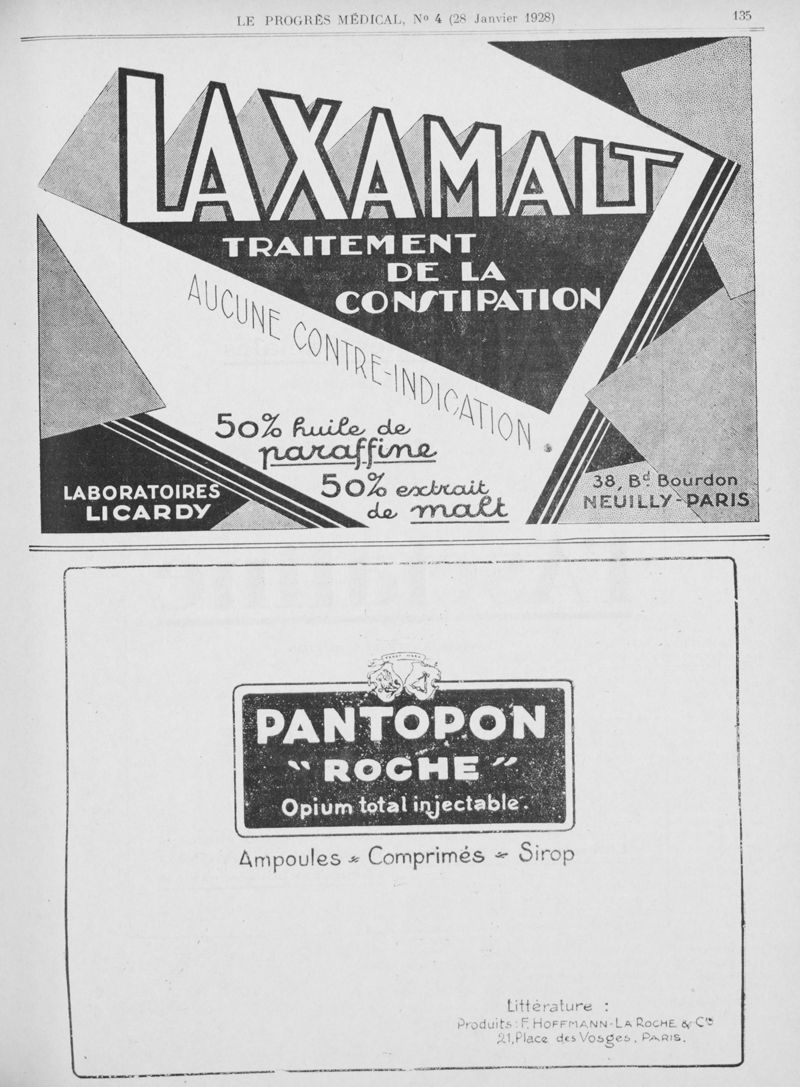 LE PROGRÈS MÉDICAL, No 4 (28 Janvier 1928)
135
LAXAMALT
TRAITEMENT
DE LA
CONSTIPATION
AUCUNE CONTRE-INDICATION
50% huile de
paraffine
50% extrait
de malt
LABORATOIRES
LICARDY
38, Bd Bourdon
NEUILLY-PARIS
PANTOPON
"ROCHE"
Opium total injectable.
Ampoules - Comprimés - Sirop
Littérature :
Produits: F. HOFFMANN-LA ROCHE & Cie
21, Place des Vosges. PARIS.